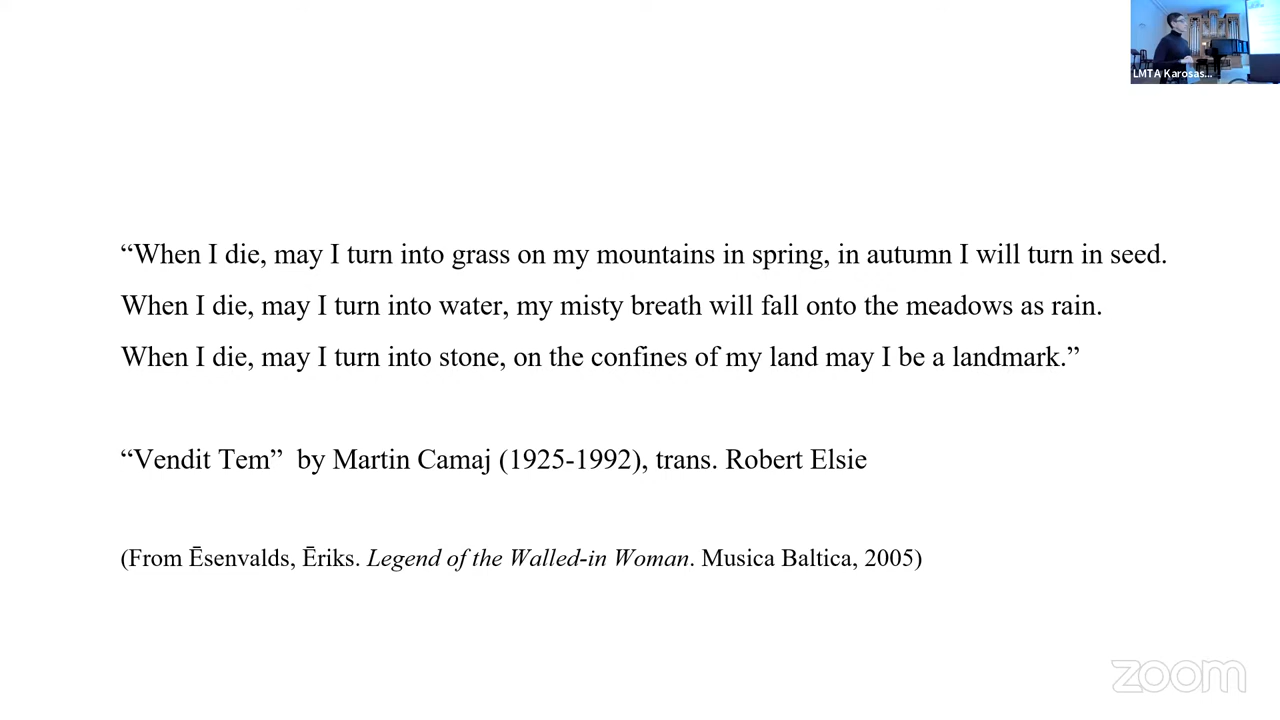 LMTA Karosas...
“When I die, may I turn into grass on my mountains in spring, in autumn I will turn in seed.
When I die, may I turn into water, my misty breath will fall onto the meadows as rain.
When I die, may I turn into stone, on the confines of my land may I be a landmark.”
“Vendit Tem”  by Martin Camaj (1925-1992), trans. Robert Elsie
(From Ēsenvalds, Ēriks. Legend of the Walled-in Woman. Musica Baltica, 2005)
zoom